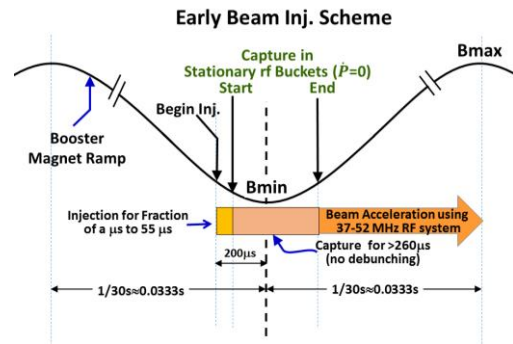 Early Beam Inj. Scheme
Capture in
Stationary rf Buckets (Ṗ=0)
Start
End
Bmax
Begin Inj.
Booster
Magnet Ramp
Bmin
Injection for Fraction
of a μs to 55 μs
Beam Acceleration using
37-52 MHz RF system
Capture for >260μs
(no debunching)
200μs
1/30s≈0.0333s
1/30s≈0.0333s